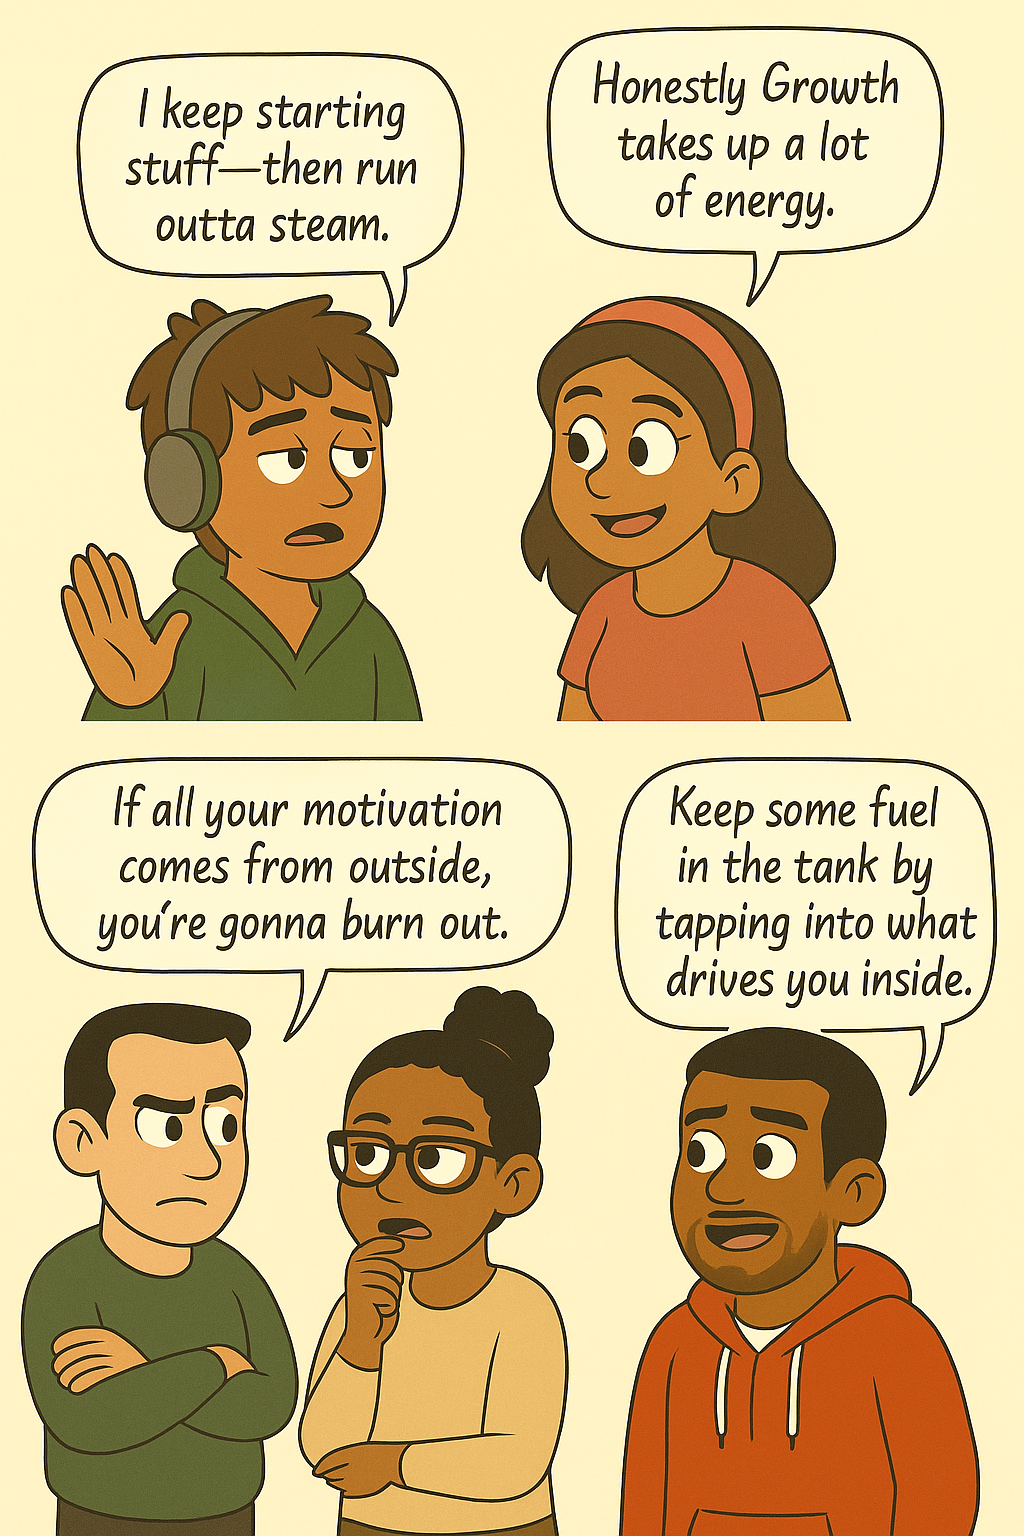 I keep starting
stuff—then run
outta steam.
Honestly Growth
takes up a lot
of energy.
If all your motivation
comes from outside,
you're gonna burn out.
Keep some fuel
in the tank by
tapping into what
drives you inside.